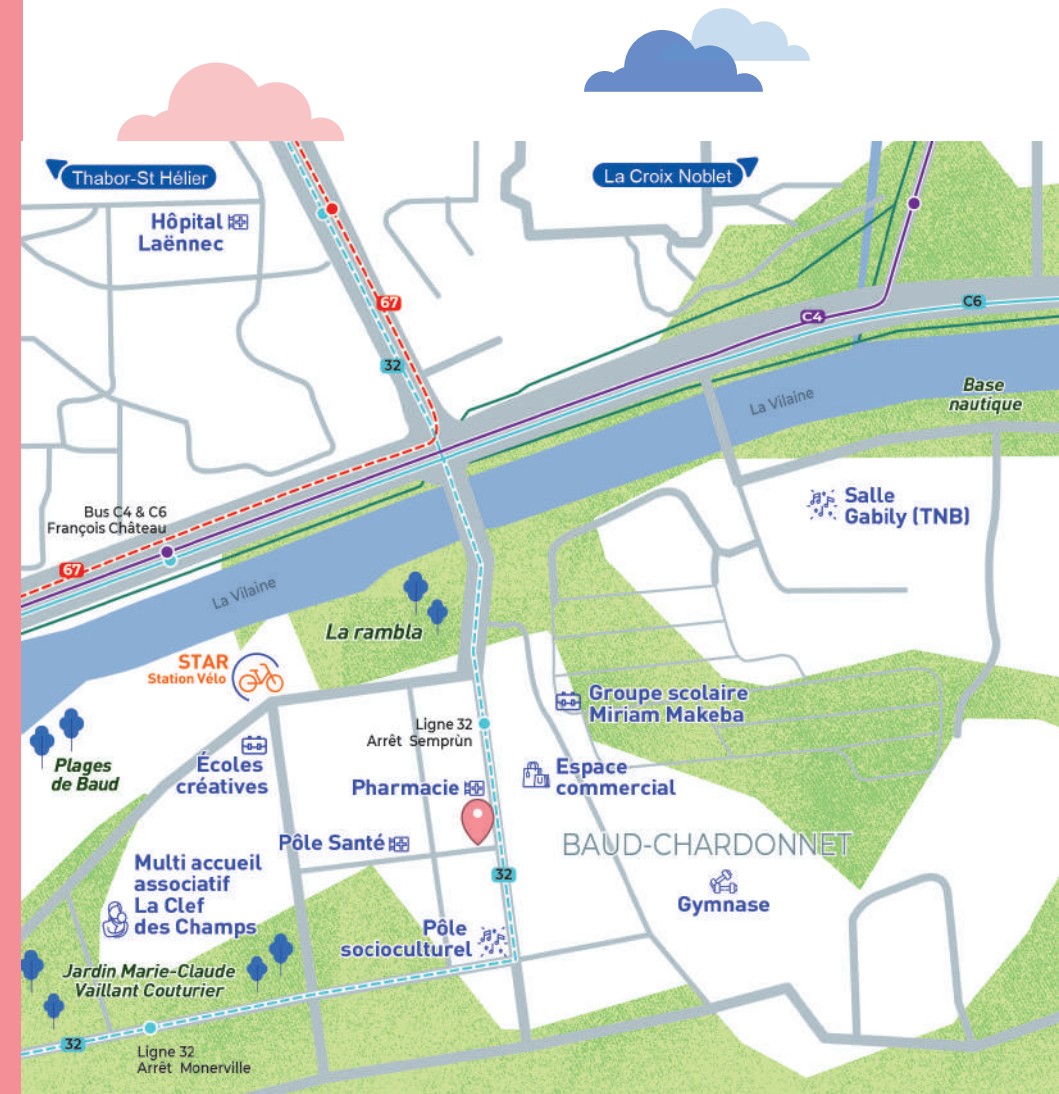 Thabor-St Hélier
La Croix Noblet
Hôpital
Laënnec
67
C4
C6
32
Base
nautique
La Vilaine
Salle
Gabily (TNB)
Bus C4 & C6
François Château
67
La Vilaine
La rambla
STAR
Station Vélo
Groupe scolaire
Miriam Makeba
Ligne 32
Arrêt Semprùn
Plages
de Baud
Écoles
créatives
Espace
commercial
Pharmacie
Pôle Santé
BAUD-CHARDONNET
Multi accueil
associatif
La Clef
des Champs
32
Gymnase
Pôle
socioculturel
Jardin Marie-Claude
Vaillant Couturier
32
Ligne 32
Arrêt Monerville